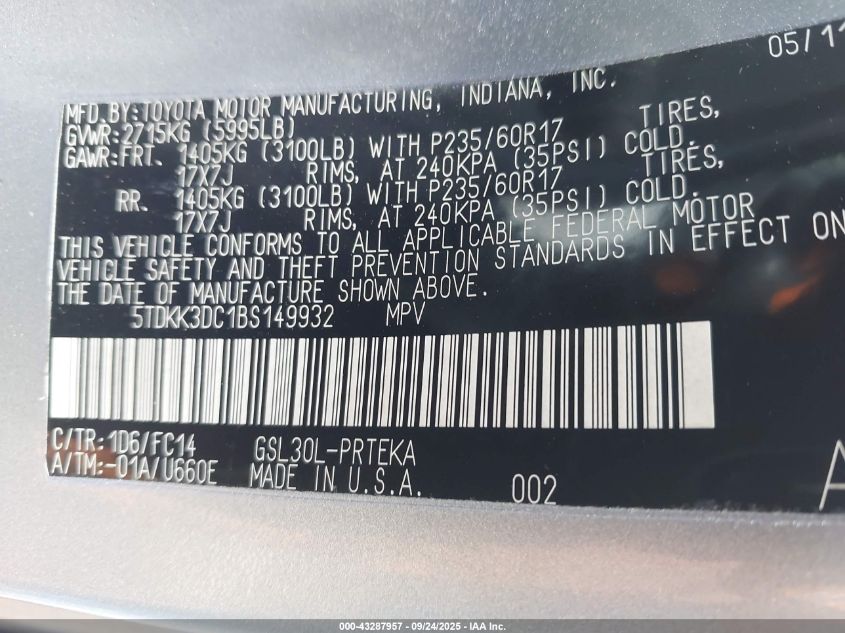 05/11
MFD.BY:TOYOTA MOTOR MANUFACTURING, INDIANA, INC.
GVWR:2715KG (5995LB)
GAWR:FRT. 1405KG (3100LB) WITH P235/60R17 TIRES,
17X7J RIMS, AT 240KPA (35PSI) COLD.
RR. 1405KG (3100LB) WITH P235/60R17 TIRES,
17X7J RIMS, AT 240KPA (35PSI) COLD.
THIS VEHICLE CONFORMS TO ALL APPLICABLE FEDERAL MOTOR
VEHICLE SAFETY AND THEFT PREVENTION STANDARDS IN EFFECT ON
THE DATE OF MANUFACTURE SHOWN ABOVE.
5TDKK3DC1BS149932 MPV
C/TR:1D6/FC14 GSL30L-PRTEKA
A/TM:-01A/U660E MADE IN U.S.A. 002
A
000-43287957 - 09/24/2025 - IAA Inc.